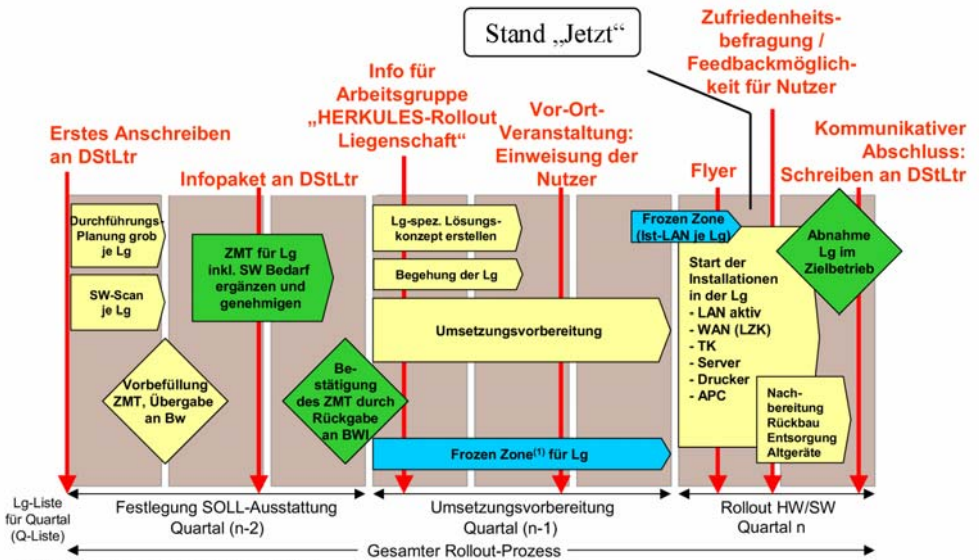 Stand „Jetzt“
Zufriedenheits-
befragung /
Feedbackmöglich-
keit für Nutzer
Info für
Arbeitsgruppe
„HERKULES-Rollout
Liegenschaft“
Vor-Ort-
Veranstaltung:
Einweisung der
Nutzer
Kommunikativer
Abschluss:
Schreiben an DStLtr
Erstes Anschreiben
an DStLtr
Infopaket an DStLtr
Flyer
Durchführungs-
Planung grob
je Lg
SW-Scan
je Lg
Vorbefüllung
ZMT, Übergabe
an Bw
ZMT für Lg
inkl. SW Bedarf
ergänzen und
genehmigen
Be-
stätigung
des ZMT durch
Rückgabe
an BWI
Lg-spez. Lösungs-
konzept erstellen
Begehung der Lg
Umsetzungsvorbereitung
Frozen Zone⁽¹⁾ für Lg
Frozen Zone
(Ist-LAN je Lg)
Start der
Installationen
in der Lg
- LAN aktiv
- WAN (LZK)
- TK
- Server
- Drucker
- APC
Nach-
bereitung
Rückbau
Entsorgung
Altgeräte
Abnahme
Lg im
Zielbetrieb
Lg-Liste
für Quartal
(Q-Liste)
Festlegung SOLL-Ausstattung
Quartal (n-2)
Umsetzungsvorbereitung
Quartal (n-1)
Rollout HW/SW
Quartal n
Gesamter Rollout-Prozess